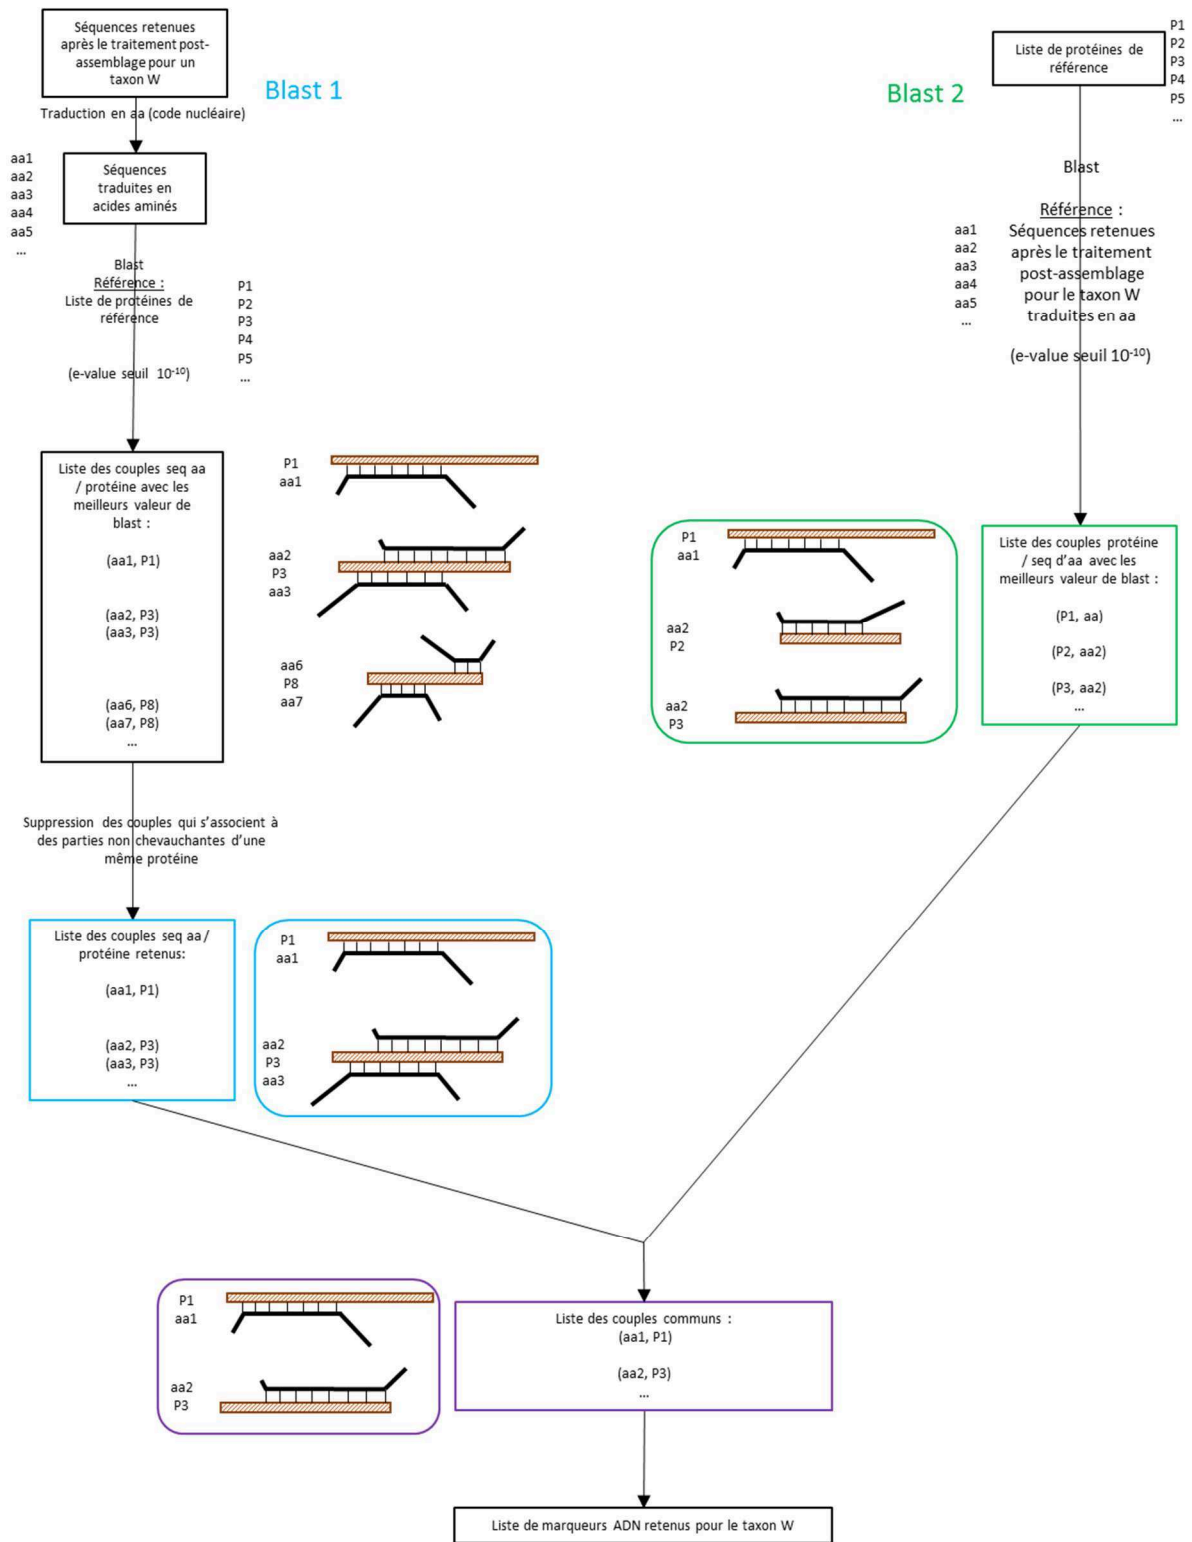 Séquences retenues
après le traitement post-
assemblage pour un
taxon W
Blast 1
Traduction en aa (code nucléaire)
aa1
aa2
aa3
aa4
aa5
...
Séquences
traduites en
acides aminés
Blast
Référence :
Liste de protéines de
référence
(e-value seuil 10⁻¹⁰)
P1
P2
P3
P4
P5
...
Liste des couples seq aa
/ protéine avec les
meilleurs valeur de
blast :
(aa1, P1)
(aa2, P3)
(aa3, P3)
(aa6, P8)
(aa7, P8)
...
P1
aa1
aa2
P3
aa3
aa6
P8
aa7
Suppression des couples qui s'associent à
des parties non chevauchantes d'une
même protéine
Liste des couples seq aa /
protéine retenus:
(aa1, P1)
(aa2, P3)
(aa3, P3)
...
P1
aa1
aa2
P3
aa3
Blast 2
Liste de protéines de
référence
P1
P2
P3
P4
P5
...
Blast
Référence :
Séquences retenues
après le traitement
post-assemblage
pour le taxon W
traduites en aa
(e-value seuil 10⁻¹⁰)
aa1
aa2
aa3
aa4
aa5
...
P1
aa1
aa2
P2
aa2
P3
Liste des couples protéine
/ seq d'aa avec les
meilleurs valeur de blast :
(P1, aa)
(P2, aa2)
(P3, aa2)
...
P1
aa1
aa2
P3
Liste des couples communs :
(aa1, P1)
(aa2, P3)
...
Liste de marqueurs ADN retenus pour le taxon W